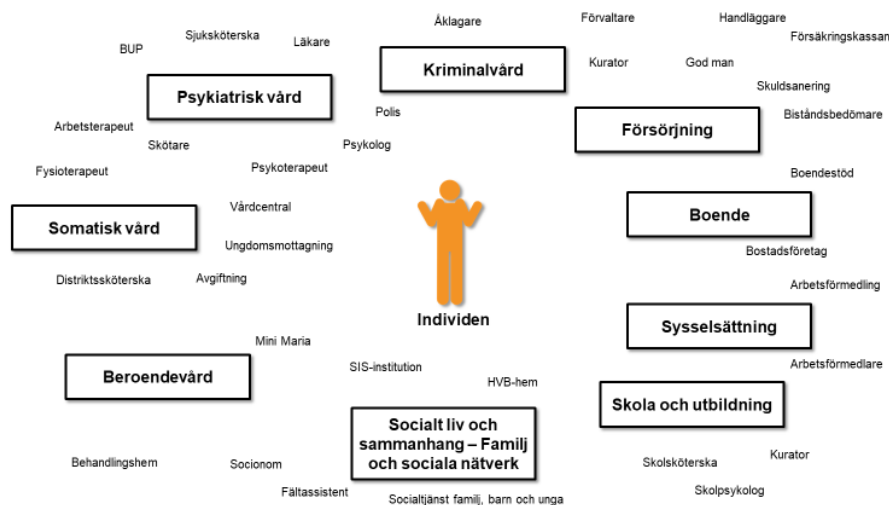 Åklagare
Förvaltare
Handläggare
Försäkringskassan
BUP
Sjuksköterska
Läkare
Kriminalvård
Kurator
God man
Skuldsanering
Psykiatrisk vård
Polis
Försörjning
Biståndsbedömare
Arbetsterapeut
Skötare
Psykolog
Fysioterapeut
Psykoterapeut
Boendestöd
Somatisk vård
Vårdcentral
Boende
Ungdomsmottagning
Bostadsföretag
Distriktssköterska
Avgiftning
Arbetsförmedling
Individen
Sysselsättning
Mini Maria
Beroendevård
SIS-institution
HVB-hem
Arbetsförmedlare
Skola och utbildning
Socialt liv och
sammanhang – Familj
och sociala nätverk
Behandlingshem
Socionom
Skolsköterska
Kurator
Fältassistent
Socialtjänst familj, barn och unga
Skolpsykolog